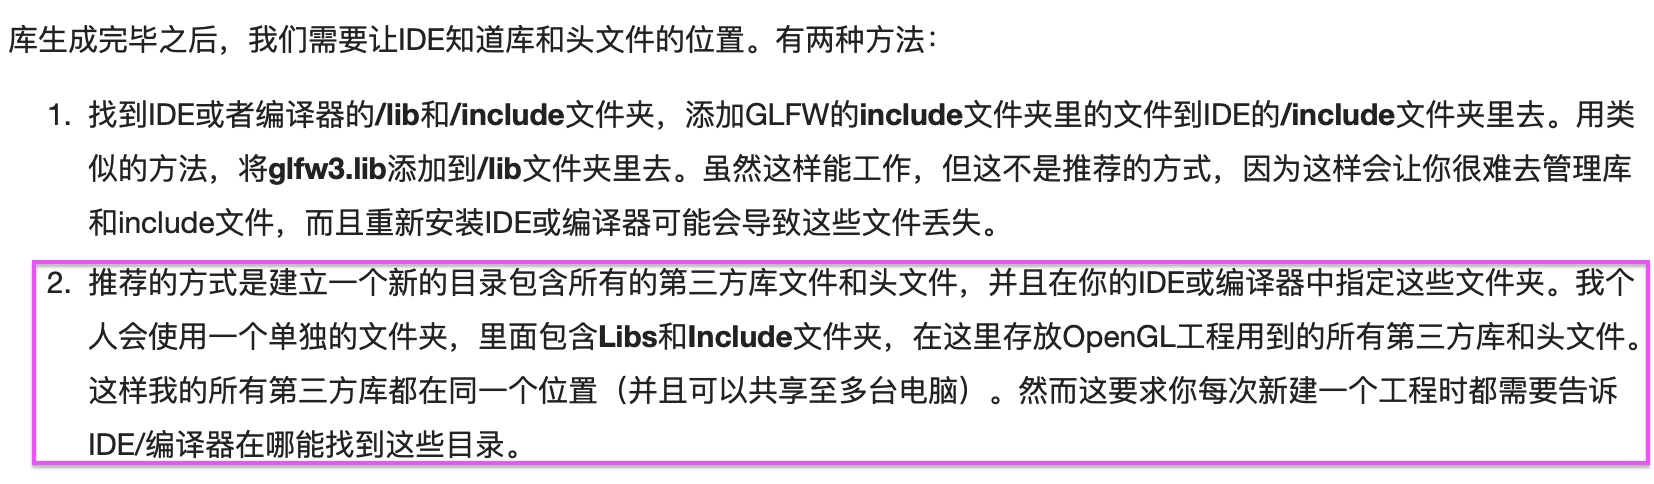 库生成完毕之后，我们需要让IDE知道库和头文件的位置。有两种方法：
1. 找到IDE或者编译器的/lib和/include文件夹，添加GLFW的include文件夹里的文件到IDE的/include文件夹里去。用类
似的方法，将glfw3.lib添加到/lib文件夹里去。虽然这样能工作，但这不是推荐的方式，因为这样会让你很难去管理库
和include文件，而且重新安装IDE或编译器可能会导致这些文件丢失。
2. 推荐的方式是建立一个新的目录包含所有的第三方库文件和头文件，并且在你的IDE或编译器中指定这些文件夹。我个
人会使用一个单独的文件夹，里面包含Libs和Include文件夹，在这里存放OpenGL工程用到的所有第三方库和头文件。
这样我的所有第三方库都在同一个位置（并且可以共享至多台电脑）。然而这要求你每次新建一个工程时都需要告诉
IDE/编译器在哪能找到这些目录。